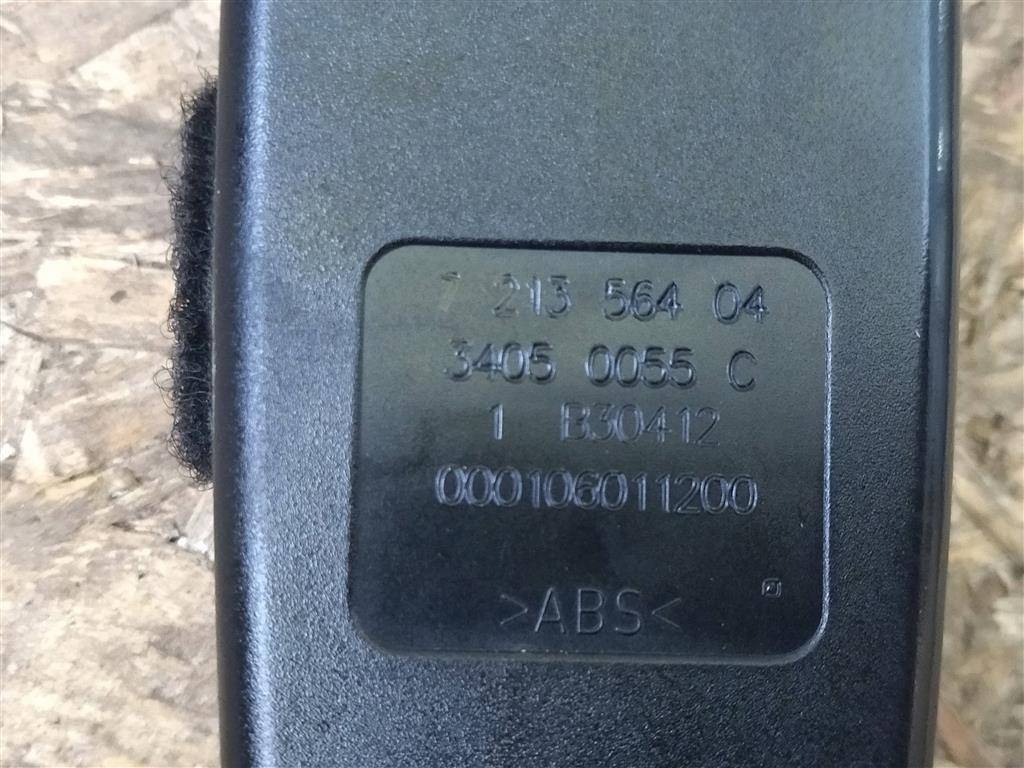 7 213 564 04
3405 0055 C
1 B30412
000106011200
>ABS<